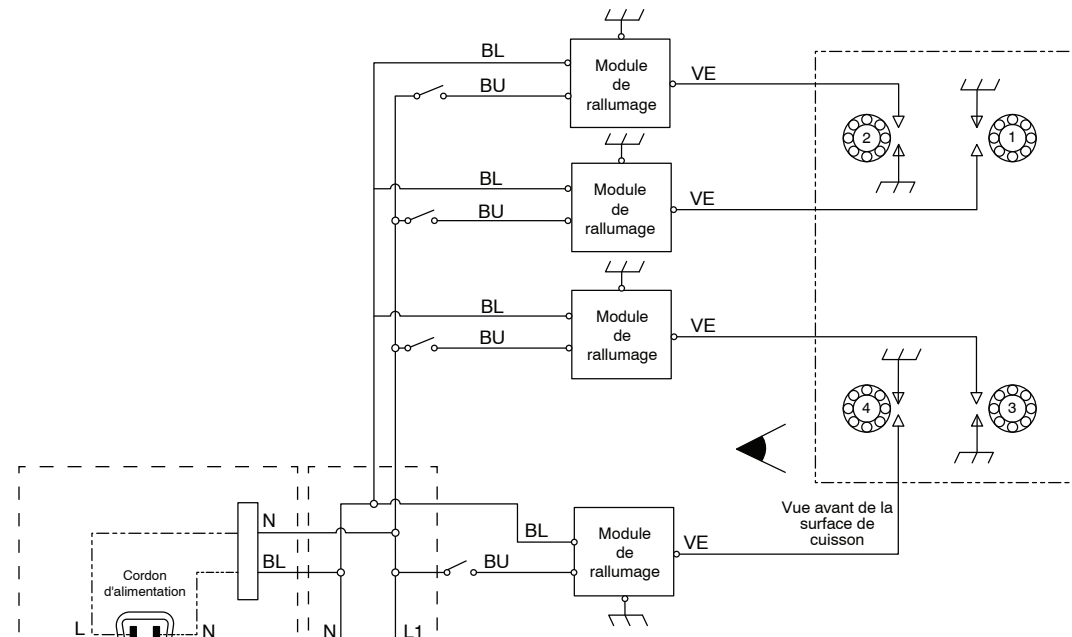 BL
Module
de
rallumage
VE
BU
2
1
BL
Module
de
rallumage
VE
BU
BL
Module
de
rallumage
VE
BU
4
3
Vue avant de la
surface de
cuisson
N
BL
Module
de
rallumage
VE
BL
BU
Cordon
d'alimentation
L
N
N
L1